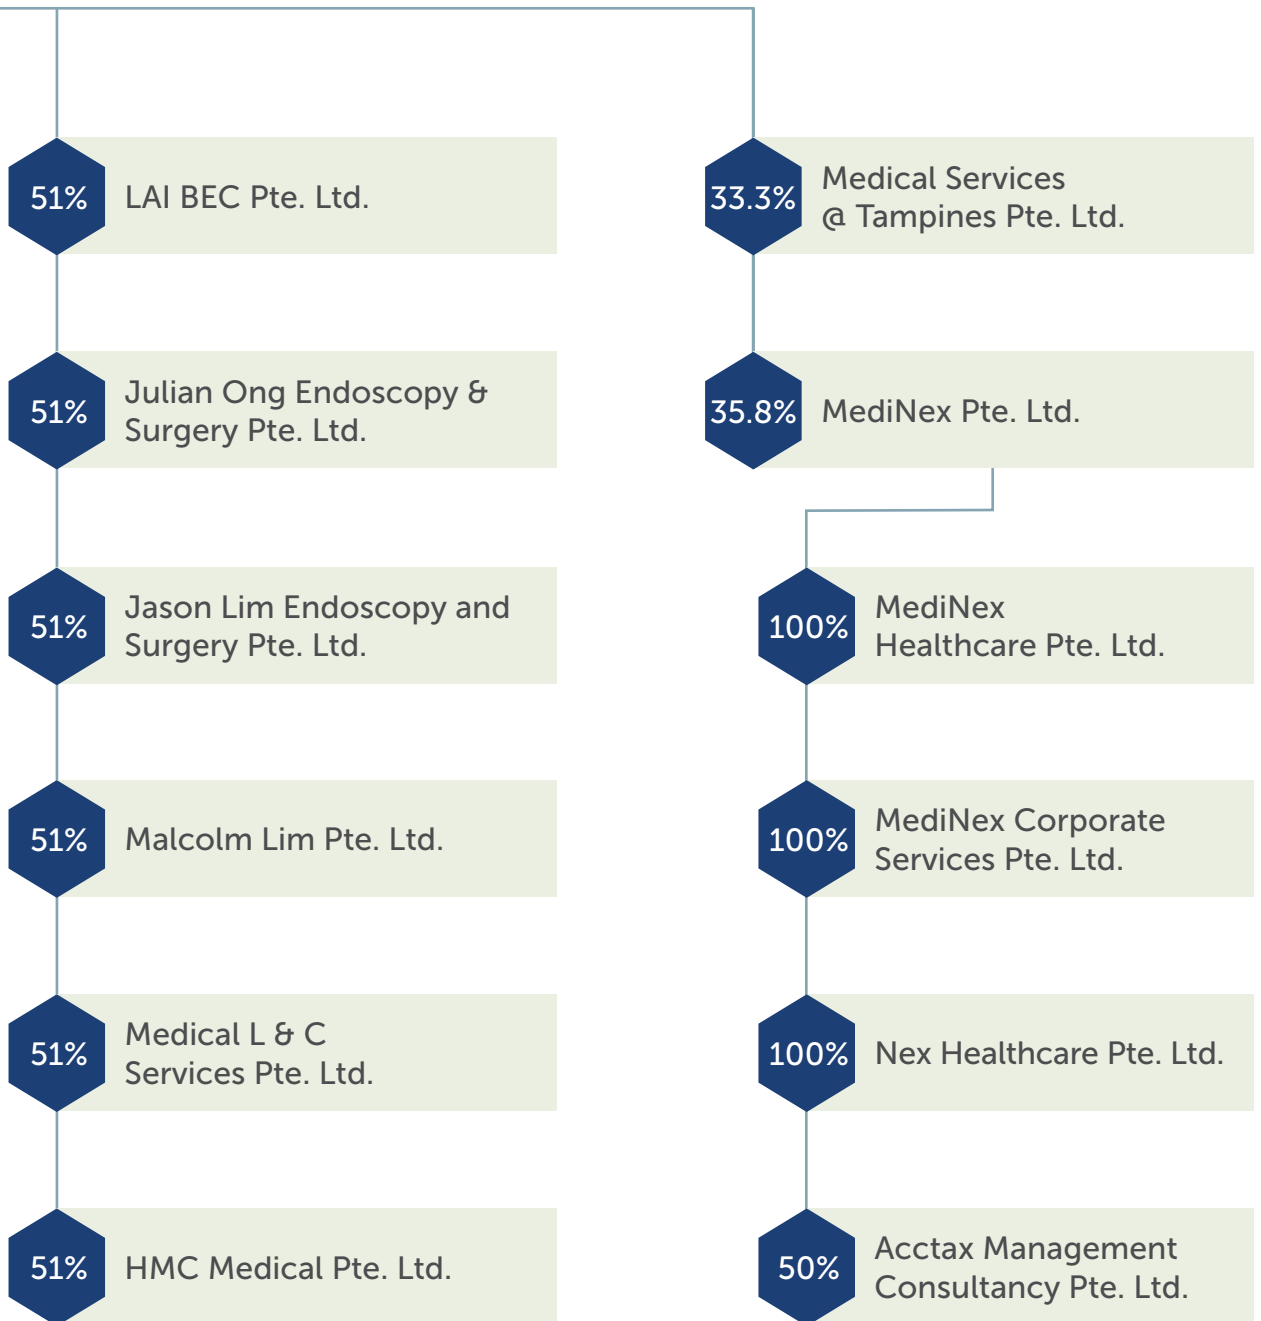 51%
LAI BEC Pte. Ltd.
51%
Julian Ong Endoscopy &
Surgery Pte. Ltd.
51%
Jason Lim Endoscopy and
Surgery Pte. Ltd.
51%
Malcolm Lim Pte. Ltd.
51%
Medical L & C
Services Pte. Ltd.
51%
HMC Medical Pte. Ltd.
33.3%
Medical Services
@ Tampines Pte. Ltd.
35.8%
MediNex Pte. Ltd.
100%
MediNex
Healthcare Pte. Ltd.
100%
MediNex Corporate
Services Pte. Ltd.
100%
Nex Healthcare Pte. Ltd.
50%
Acctax Management
Consultancy Pte. Ltd.